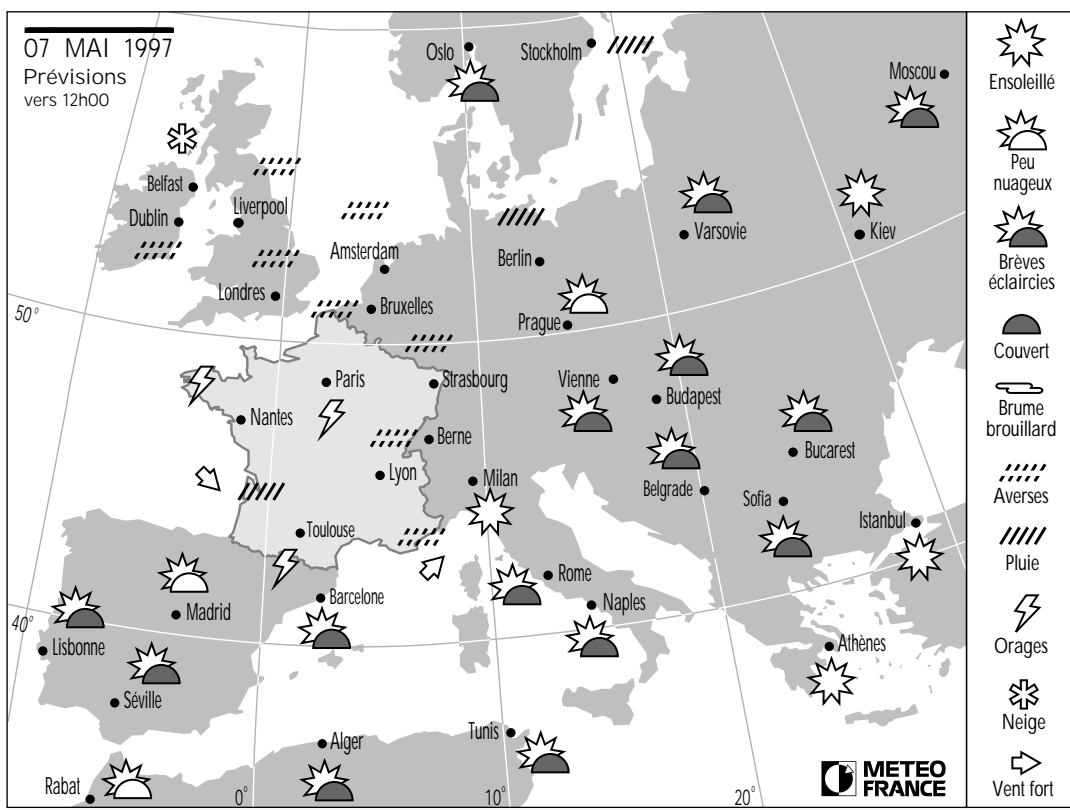 07 MAI 1997
Prévisions
vers 12h00
Oslo
Stockholm
Moscou
Belfast
Dublin
Liverpool
Varsovie
Kiev
Amsterdam
Berlin
Londres
Bruxelles
50°
Prague
Paris
Strasbourg
Vienne
Budapest
Nantes
Berne
Bucarest
Lyon
Milan
Belgrade
Sofia
Istanbul
Toulouse
Rome
Barcelone
Naples
Madrid
40°
Lisbonne
Athènes
Séville
Alger
Tunis
Rabat
0°
10°
20°
METEO
FRANCE
Ensoleillé
Peu
nuageux
Brèves
éclaircies
Couvert
Brume
brouillard
Averses
Pluie
Orages
Neige
Vent fort